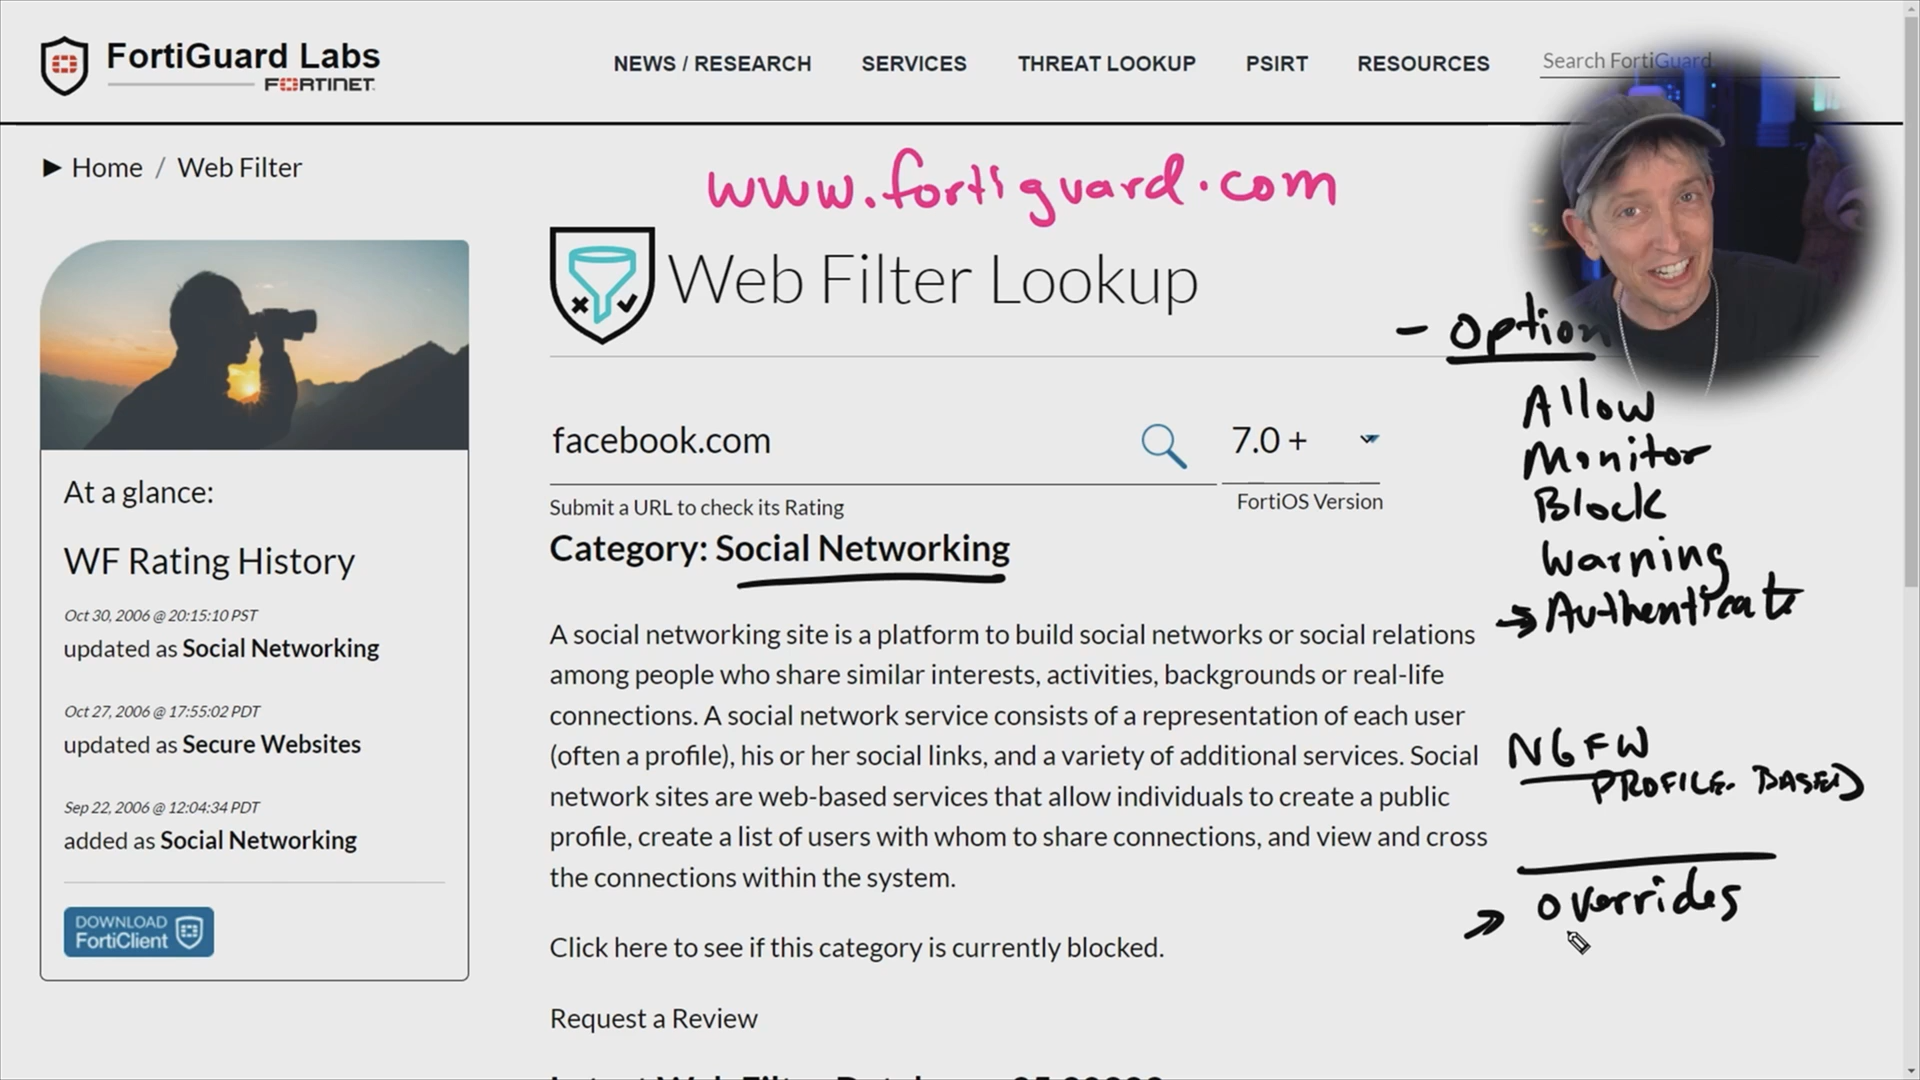 FortiGuard Labs
FORTINET
NEWS / RESEARCH SERVICES THREAT LOOKUP PSIRT RESOURCES Search FortiGuard
Home / Web Filter
www.fortiguard.com
Web Filter Lookup
- Option
Allow
Monitor
Block
Warning
Authenticate
NGFW
PROFILE-BASED
overrides
facebook.com 7.0 +
Submit a URL to check its Rating FortiOS Version
Category: Social Networking
A social networking site is a platform to build social networks or social relations
among people who share similar interests, activities, backgrounds or real-life
connections. A social network service consists of a representation of each user
(often a profile), his or her social links, and a variety of additional services. Social
network sites are web-based services that allow individuals to create a public
profile, create a list of users with whom to share connections, and view and cross
the connections within the system.
Click here to see if this category is currently blocked.
Request a Review
At a glance:
WF Rating History
Oct 30, 2006 @ 20:15:10 PST
updated as Social Networking
Oct 27, 2006 @ 17:55:02 PDT
updated as Secure Websites
Sep 22, 2006 @ 12:04:34 PDT
added as Social Networking
DOWNLOAD
FortiClient